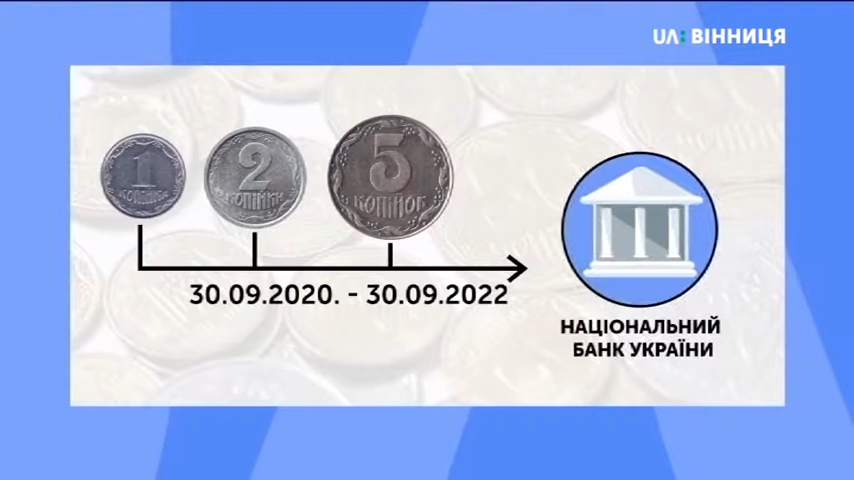 UA: ВІННИЦЯ
1
КОПІЙКА
2
КОПІЙКИ
5
КОПІЙОК
30.09.2020. - 30.09.2022
НАЦІОНАЛЬНИЙ
БАНК УКРАЇНИ